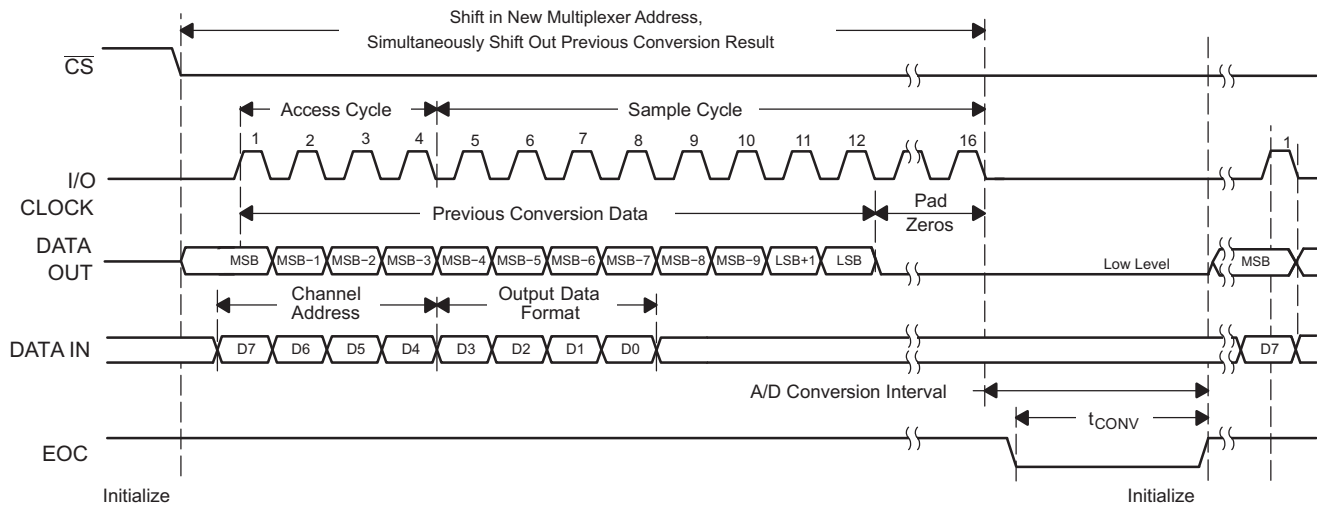 Shift in New Multiplexer Address,
Simultaneously Shift Out Previous Conversion Result
CS
Access Cycle
Sample Cycle
1 2 3 4 5 6 7 8 9 10 11 12 16 1
I/O
CLOCK
Previous Conversion Data
Pad
Zeros
DATA
OUT
MSB MSB−1 MSB−2 MSB−3 MSB−4 MSB−5 MSB−6 MSB−7 MSB−8 MSB−9 LSB+1 LSB Low Level MSB
Channel
Address
Output Data
Format
DATA IN D7 D6 D5 D4 D3 D2 D1 D0 D7
A/D Conversion Interval
tCONV
EOC
Initialize Initialize